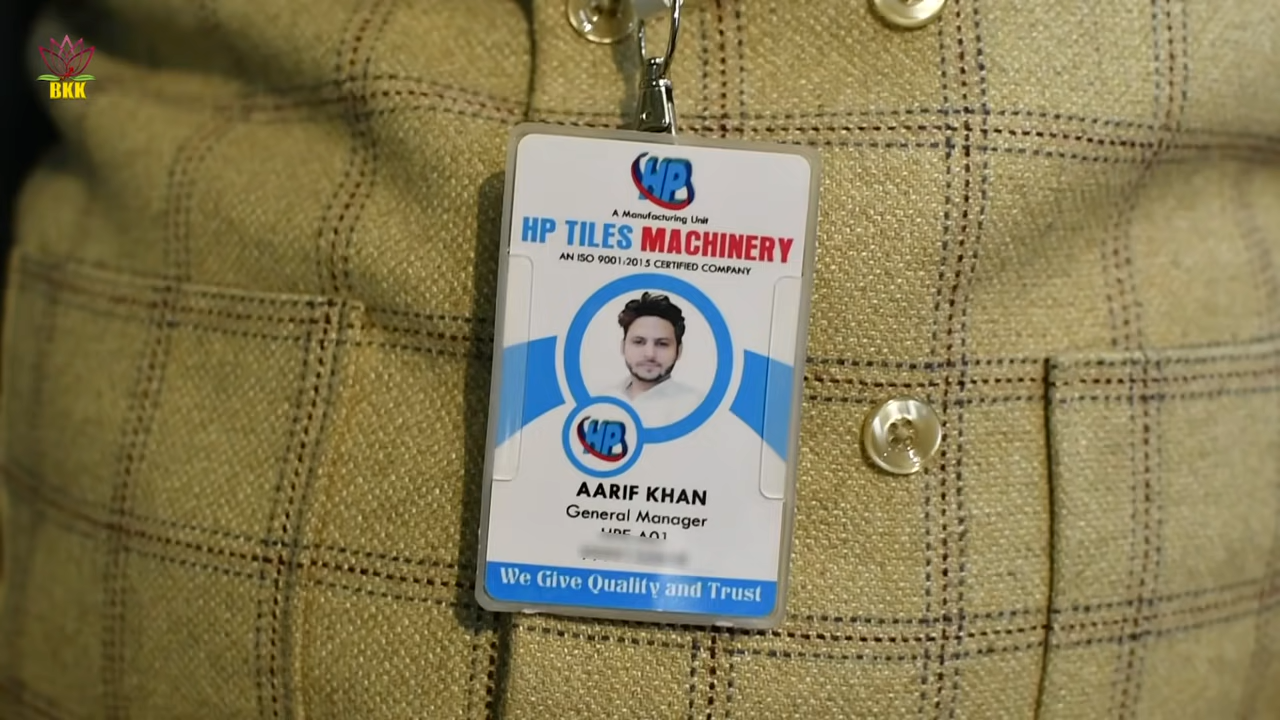 BKK
HP
A Manufacturing Unit
HP TILES MACHINERY
AN ISO 9001:2015 CERTIFIED COMPANY
HP
AARIF KHAN
General Manager
We Give Quality and Trust